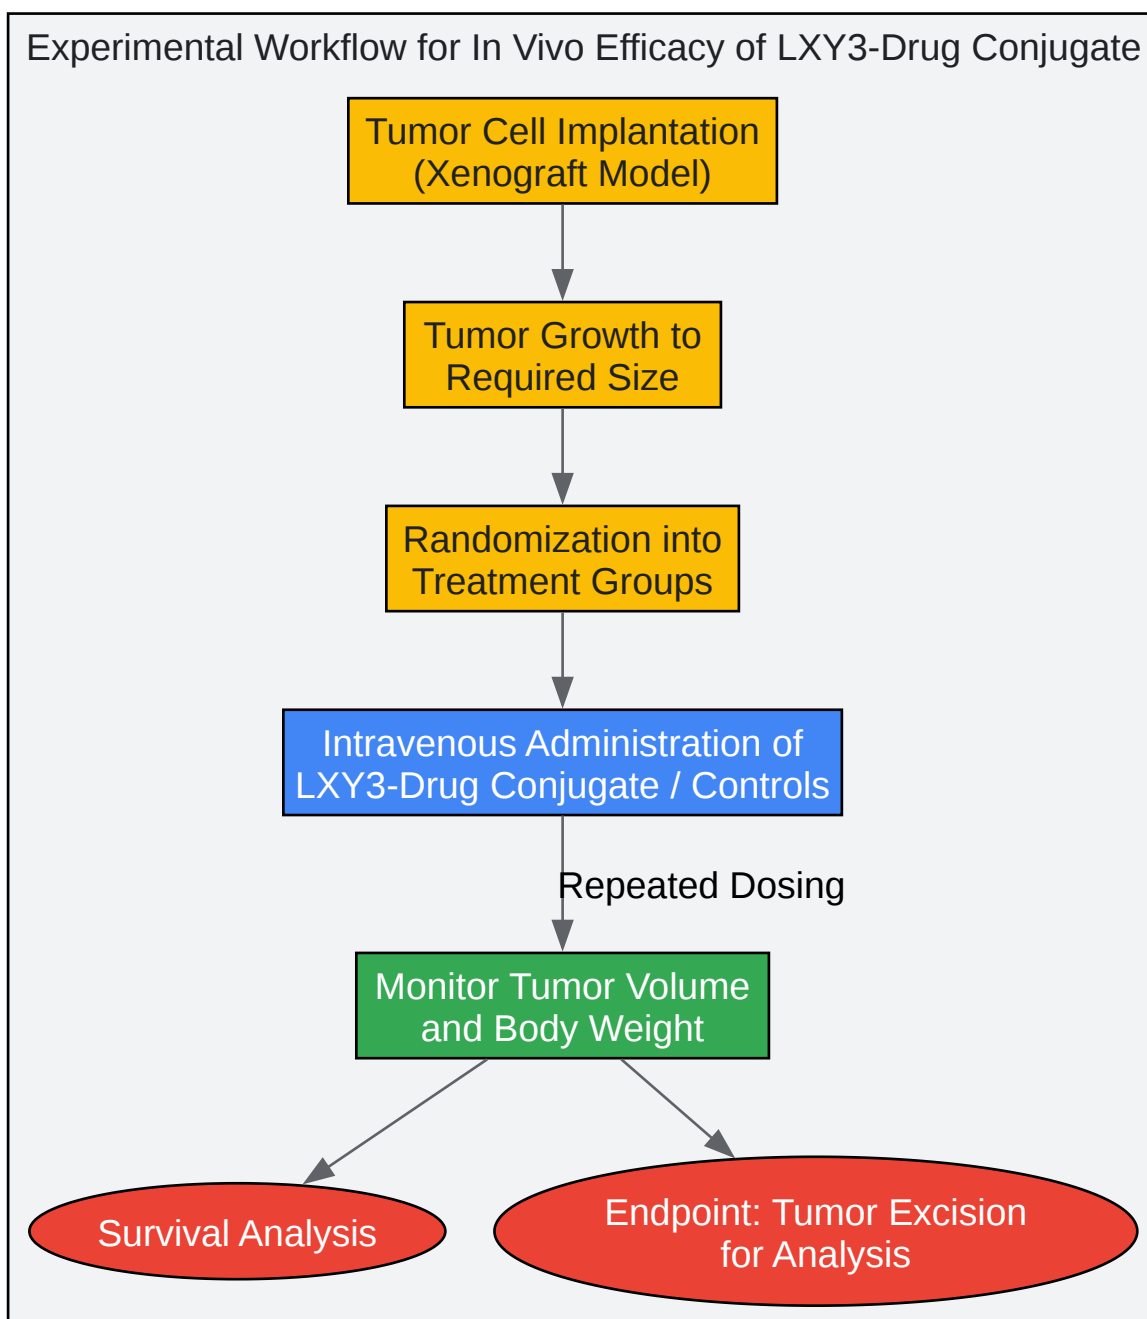 Experimental Workflow for In Vivo Efficacy of LXY3-Drug Conjugate
Tumor Cell Implantation
(Xenograft Model)
Tumor Growth to
Required Size
Randomization into
Treatment Groups
Intravenous Administration of
LXY3-Drug Conjugate / Controls
Repeated Dosing
Monitor Tumor Volume
and Body Weight
Survival Analysis
Endpoint: Tumor Excision
for Analysis